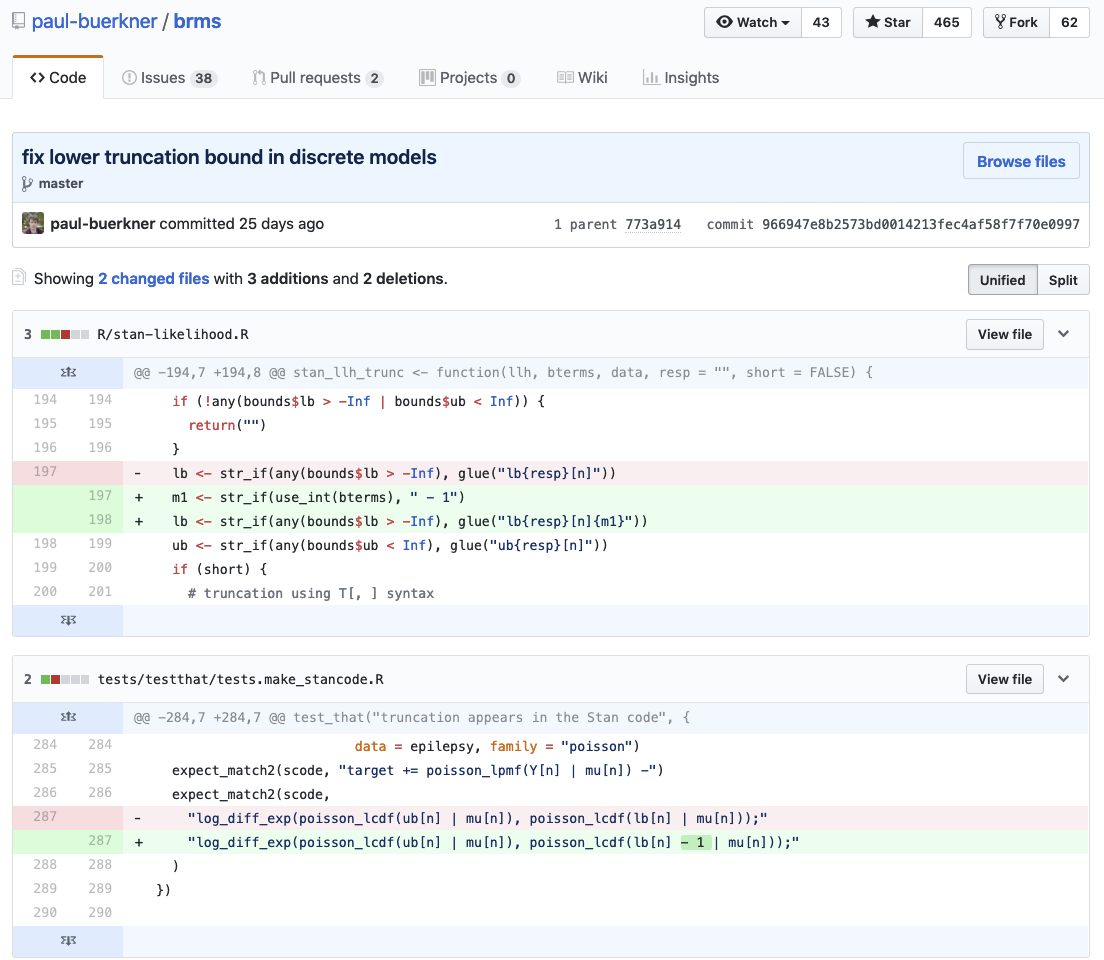 paul-buerkner / brms
Watch 43 Star 465 Fork 62
Code Issues 38 Pull requests 2 Projects 0 Wiki Insights
fix lower truncation bound in discrete models
Browse files
master
paul-buerkner committed 25 days ago 1 parent 773a914 commit 966947e8b2573bd0014213fec4af58f7f70e0997
Showing 2 changed files with 3 additions and 2 deletions. Unified Split
3 R/stan-likelihood.R View file
@@ -194,7 +194,8 @@ stan_llh_trunc <- function(llh, bterms, data, resp = "", short = FALSE) {
194 194 if (!any(bounds$lb > -Inf | bounds$ub < Inf)) {
195 195 return("")
196 196 }
197 - lb <- str_if(any(bounds$lb > -Inf), glue("lb{resp}[n]"))
197 + m1 <- str_if(use_int(bterms), " - 1")
198 + lb <- str_if(any(bounds$lb > -Inf), glue("lb{resp}[n]{m1}"))
198 199 ub <- str_if(any(bounds$ub < Inf), glue("ub{resp}[n]"))
199 200 if (short) {
200 201 # truncation using T[, ] syntax
2 tests/testthat/tests.make_stancode.R View file
@@ -284,7 +284,7 @@ test_that("truncation appears in the Stan code", {
284 284 data = epilepsy, family = "poisson")
285 285 expect_match2(scode, "target += poisson_lpmf(Y[n] | mu[n]) -")
286 286 expect_match2(scode,
287 - "log_diff_exp(poisson_lcdf(ub[n] | mu[n]), poisson_lcdf(lb[n] | mu[n]));"
287 + "log_diff_exp(poisson_lcdf(ub[n] | mu[n]), poisson_lcdf(lb[n] - 1 | mu[n]));"
288 288 )
289 289 })
290 290